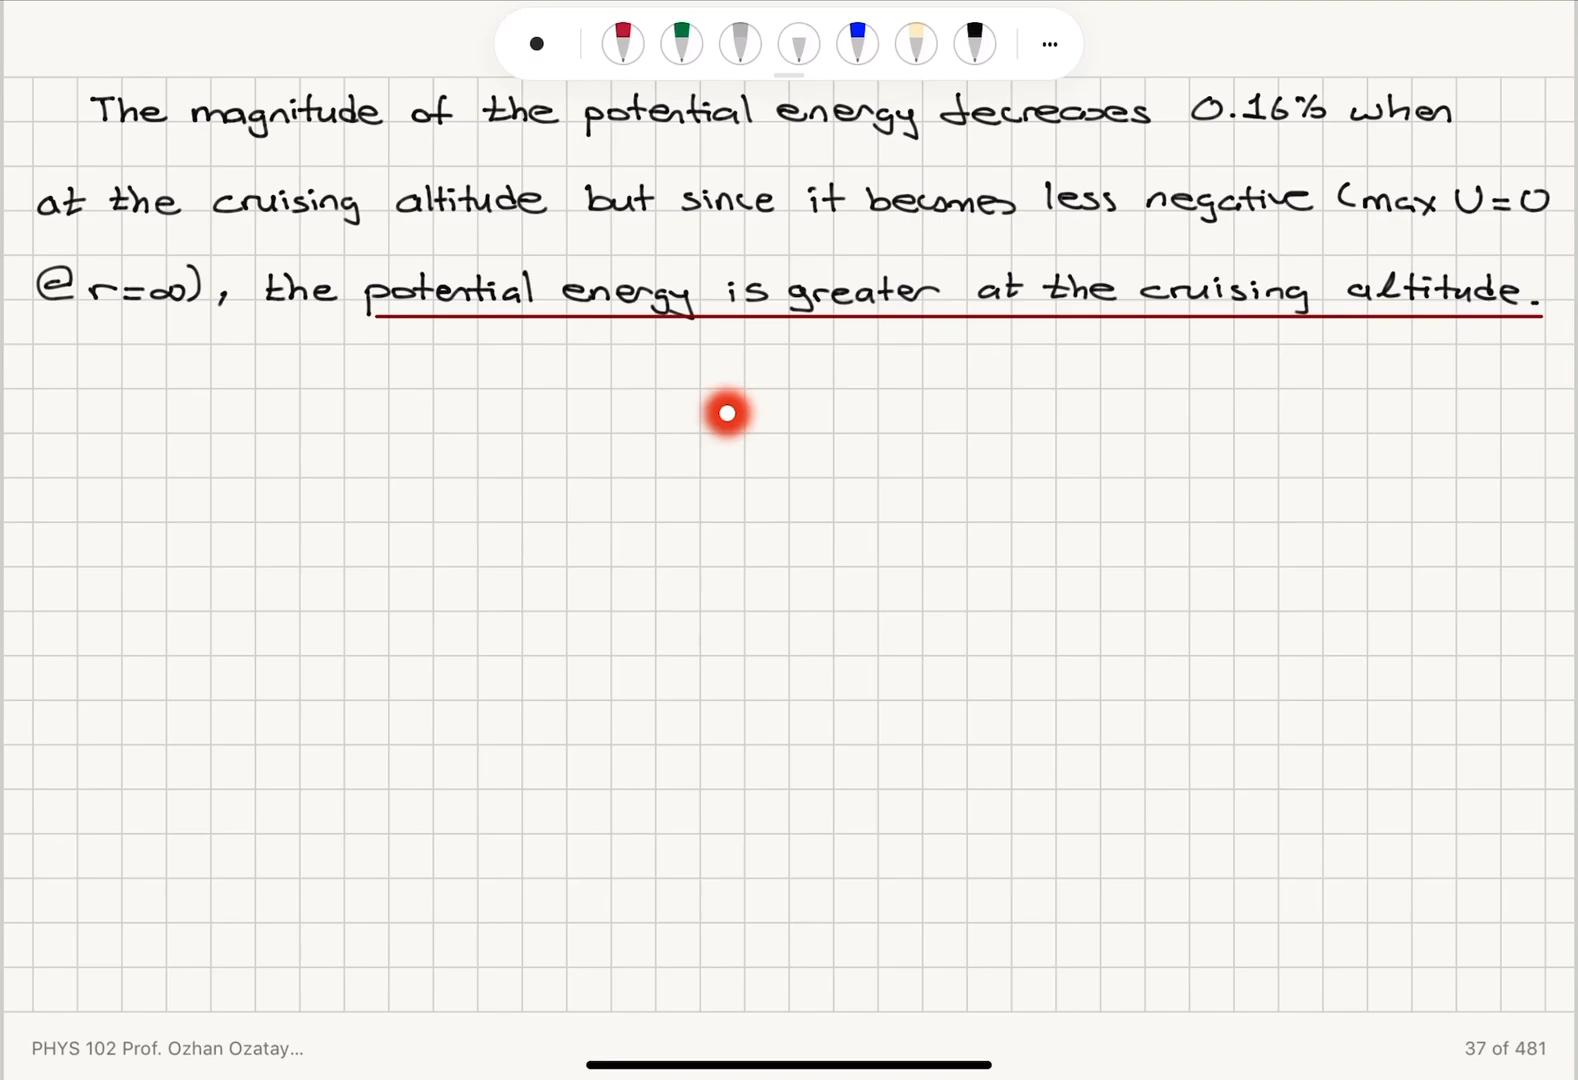 The magnitude of the potential energy decreases 0.16% when
at the cruising altitude but since it becomes less negative (max U=0
@ r=∞), the potential energy is greater at the cruising altitude.
PHYS 102 Prof. Ozhan Ozatay...
37 of 481